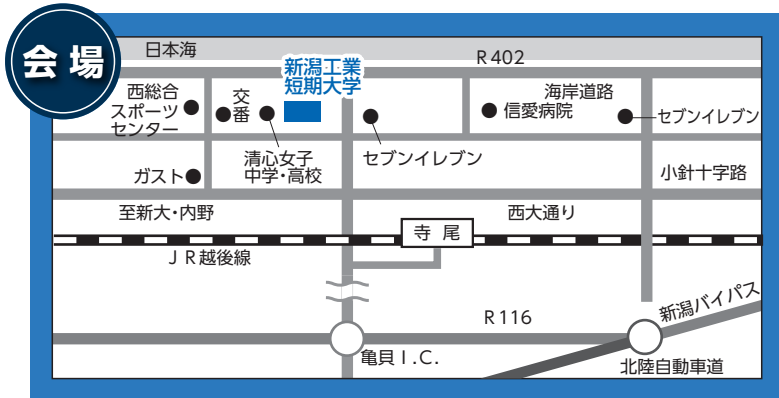 会場
日本海
R402
新潟工業
短期大学
西総合
スポーツ
センター
交番
海岸道路
信愛病院
セブンイレブン
清心女子
中学・高校
セブンイレブン
ガスト
小針十字路
至新大・内野
西大通り
寺尾
JR越後線
R116
新潟バイパス
亀貝I.C.
北陸自動車道